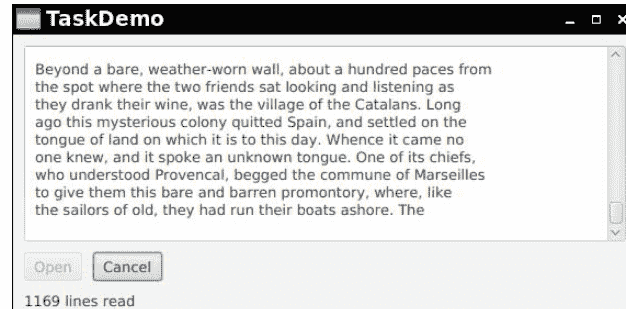 TaskDemo
Beyond a bare, weather-worn wall, about a hundred paces from
the spot where the two friends sat looking and listening as
they drank their wine, was the village of the Catalans. Long
ago this mysterious colony quitted Spain, and settled on the
tongue of land on which it is to this day. Whence it came no
one knew, and it spoke an unknown tongue. One of its chiefs,
who understood Provencal, begged the commune of Marseilles
to give them this bare and barren promontory, where, like
the sailors of old, they had run their boats ashore. The
Open Cancel
1169 lines read